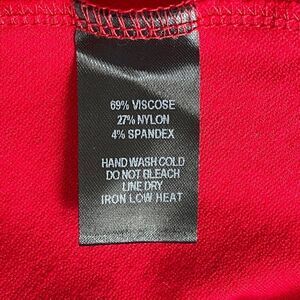 69% VISCOSE
27% NYLON
4% SPANDEX
HAND WASH COLD
DO NOT BLEACH
LINE DRY
IRON LOW HEAT